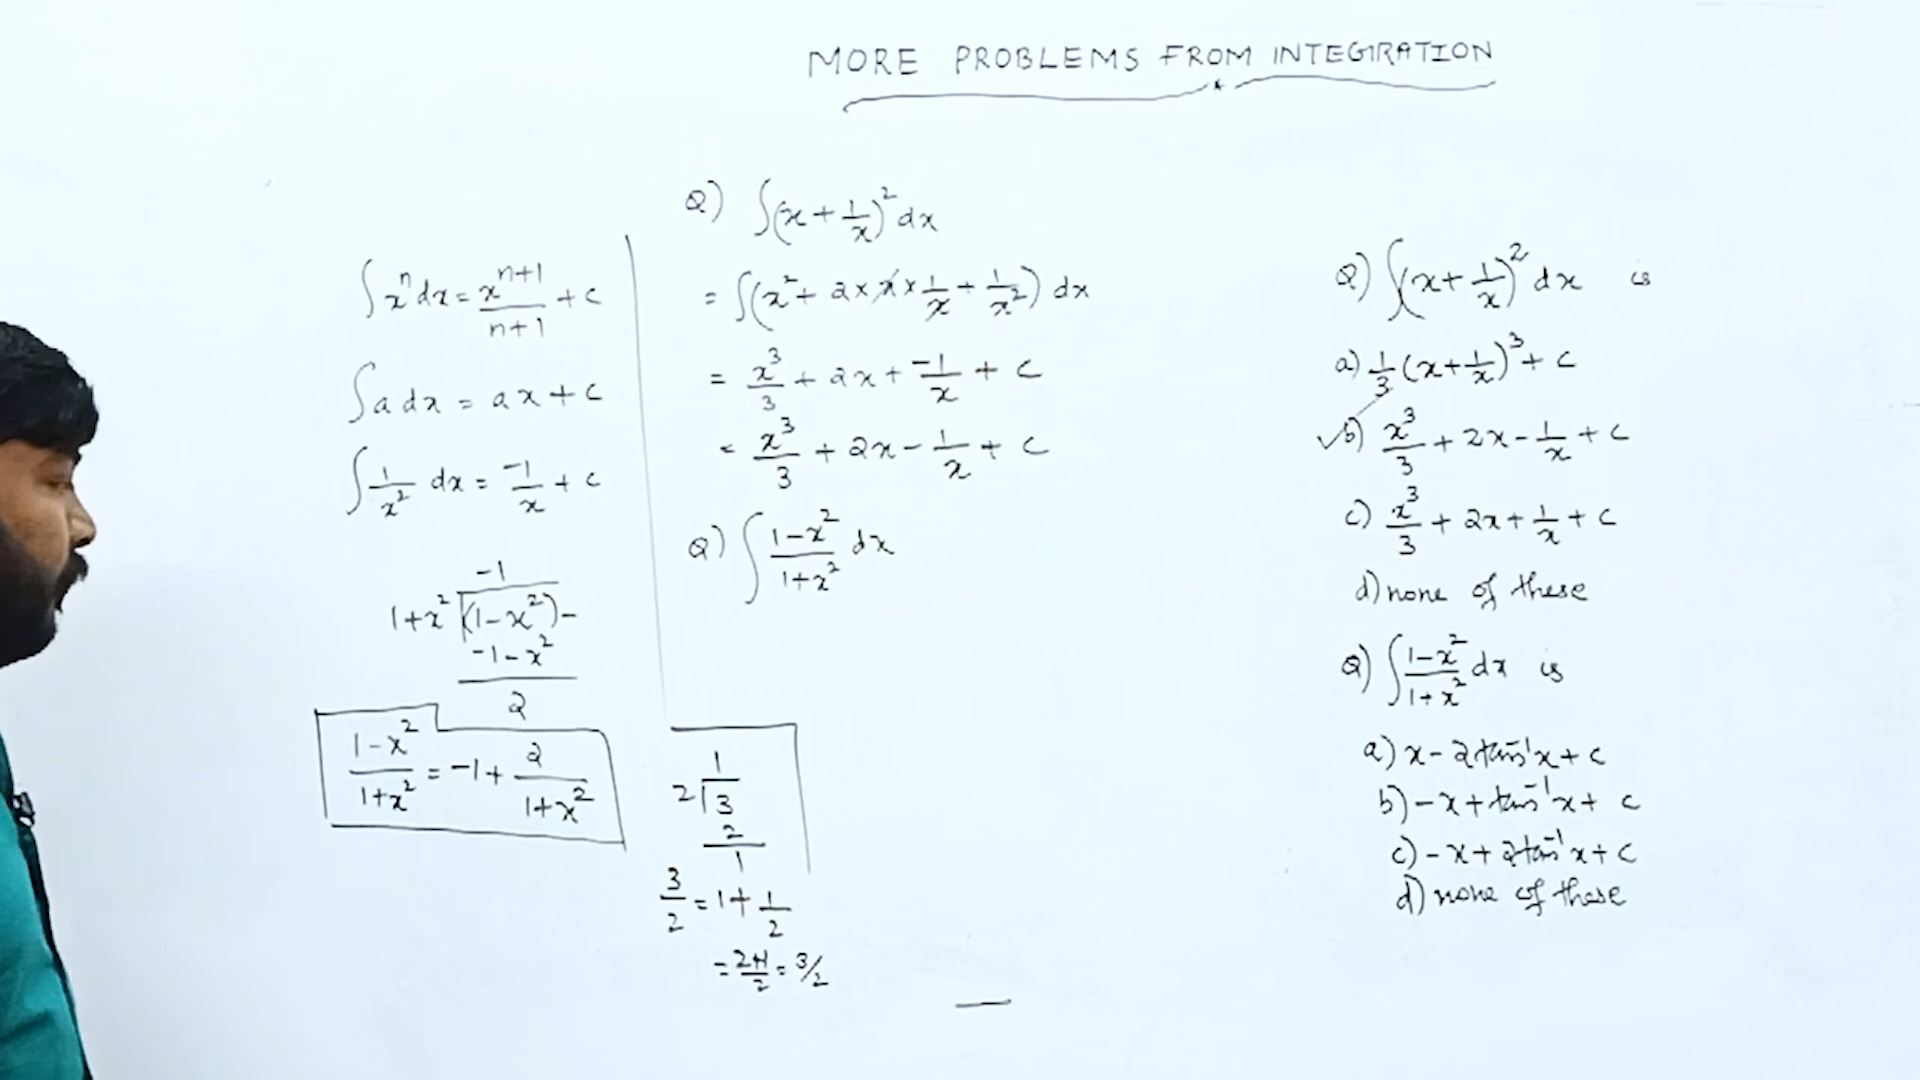 MORE PROBLEMS FROM INTEGRATION
∫xⁿ dx = xⁿ⁺¹/n+1 + c
∫a dx = ax + c
∫1/x² dx = -1/x + c
-1
1+x² √(1-x²)-
-1-x²
2
1-x²/1+x² = -1 + 2/1+x²
Q) ∫(x + 1/x)² dx
= ∫(x² + 2×x×1/x + 1/x²) dx
= x³/3 + 2x + -1/x + c
= x³/3 + 2x - 1/x + c
Q) ∫ 1-x²/1+x² dx
1
2√3
2
1
3/2 = 1 + 1/2
= 2+1/2 = 3/2
Q) ∫(x + 1/x)² dx is
a) 1/3 (x + 1/x)³ + c
✓b) x³/3 + 2x - 1/x + c
c) x³/3 + 2x + 1/x + c
d) none of these
Q) ∫ 1-x²/1+x² dx is
a) x - 2tan⁻¹x + c
b) -x + tan⁻¹x + c
c) -x + 2tan⁻¹x + c
d) none of these